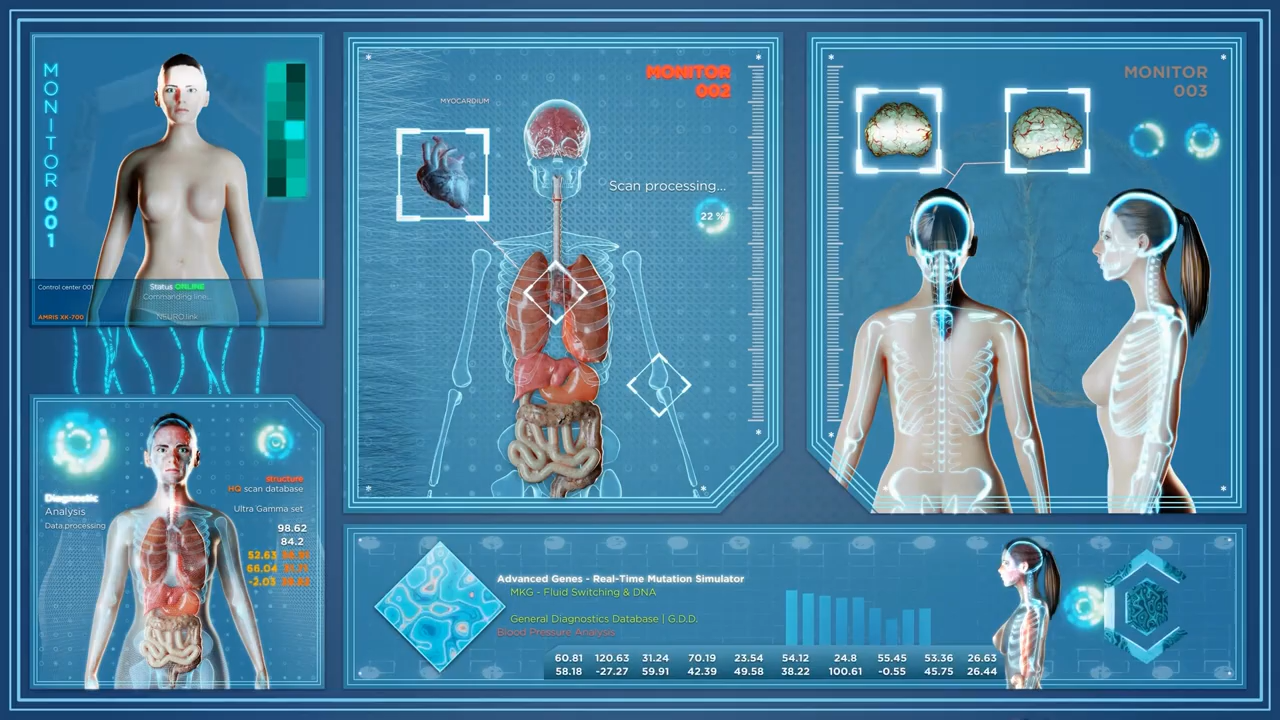 MONITOR 001
Control center 001
Status ONLINE
Commanding line...
AMRIS XK-700
NEURO.link
Diagnostic
Analysis
Data processing
structure
HQ scan database
Ultra Gamma set
98.62
84.2
52.63
66.04
-2.03
MONITOR
002
MYOCARDIUM
Scan processing...
22 %
MONITOR
003
Advanced Genes - Real-Time Mutation Simulator
MKG - Fluid Switching & DNA
General Diagnostics Database | G.D.D.
Blood Pressure Analysis
60.81 120.63 31.24 70.19 23.54 54.12 24.8 55.45 53.36 26.63
58.18 -27.27 59.91 42.39 49.58 38.22 100.61 -0.55 45.75 26.44